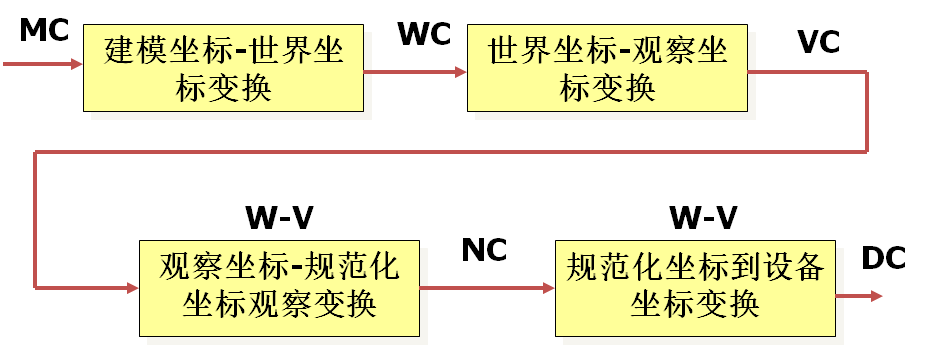 MC
建模坐标-世界坐
标变换
WC
世界坐标-观察坐
标变换
VC
W-V
观察坐标-规范化
坐标观察变换
NC
W-V
规范化坐标到设备
坐标变换
DC